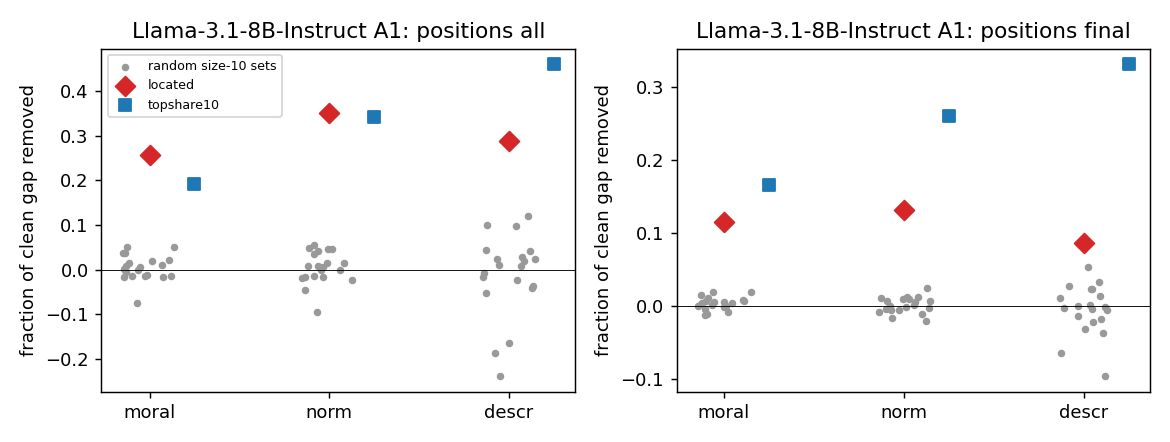 Llama-3.1-8B-Instruct A1: positions all
fraction of clean gap removed
0.4
0.3
0.2
0.1
0.0
−0.1
−0.2
random size-10 sets
located
topshare10
moral
norm
descr
Llama-3.1-8B-Instruct A1: positions final
fraction of clean gap removed
0.3
0.2
0.1
0.0
−0.1
moral
norm
descr